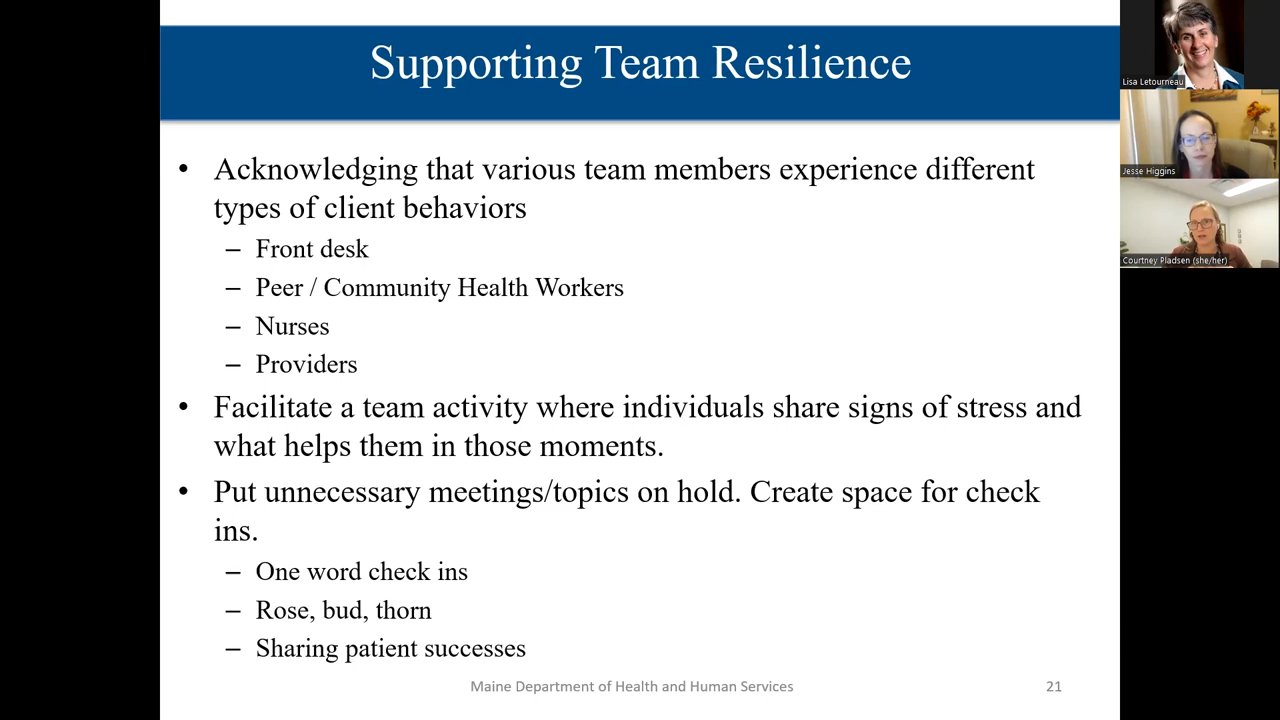 Supporting Team Resilience
• Acknowledging that various team members experience different
types of client behaviors
– Front desk
– Peer / Community Health Workers
– Nurses
– Providers
• Facilitate a team activity where individuals share signs of stress and
what helps them in those moments.
• Put unnecessary meetings/topics on hold. Create space for check
ins.
– One word check ins
– Rose, bud, thorn
– Sharing patient successes
Maine Department of Health and Human Services
21
Lisa Letourneau
Jesse Higgins
Courtney Pladsen (she/her)